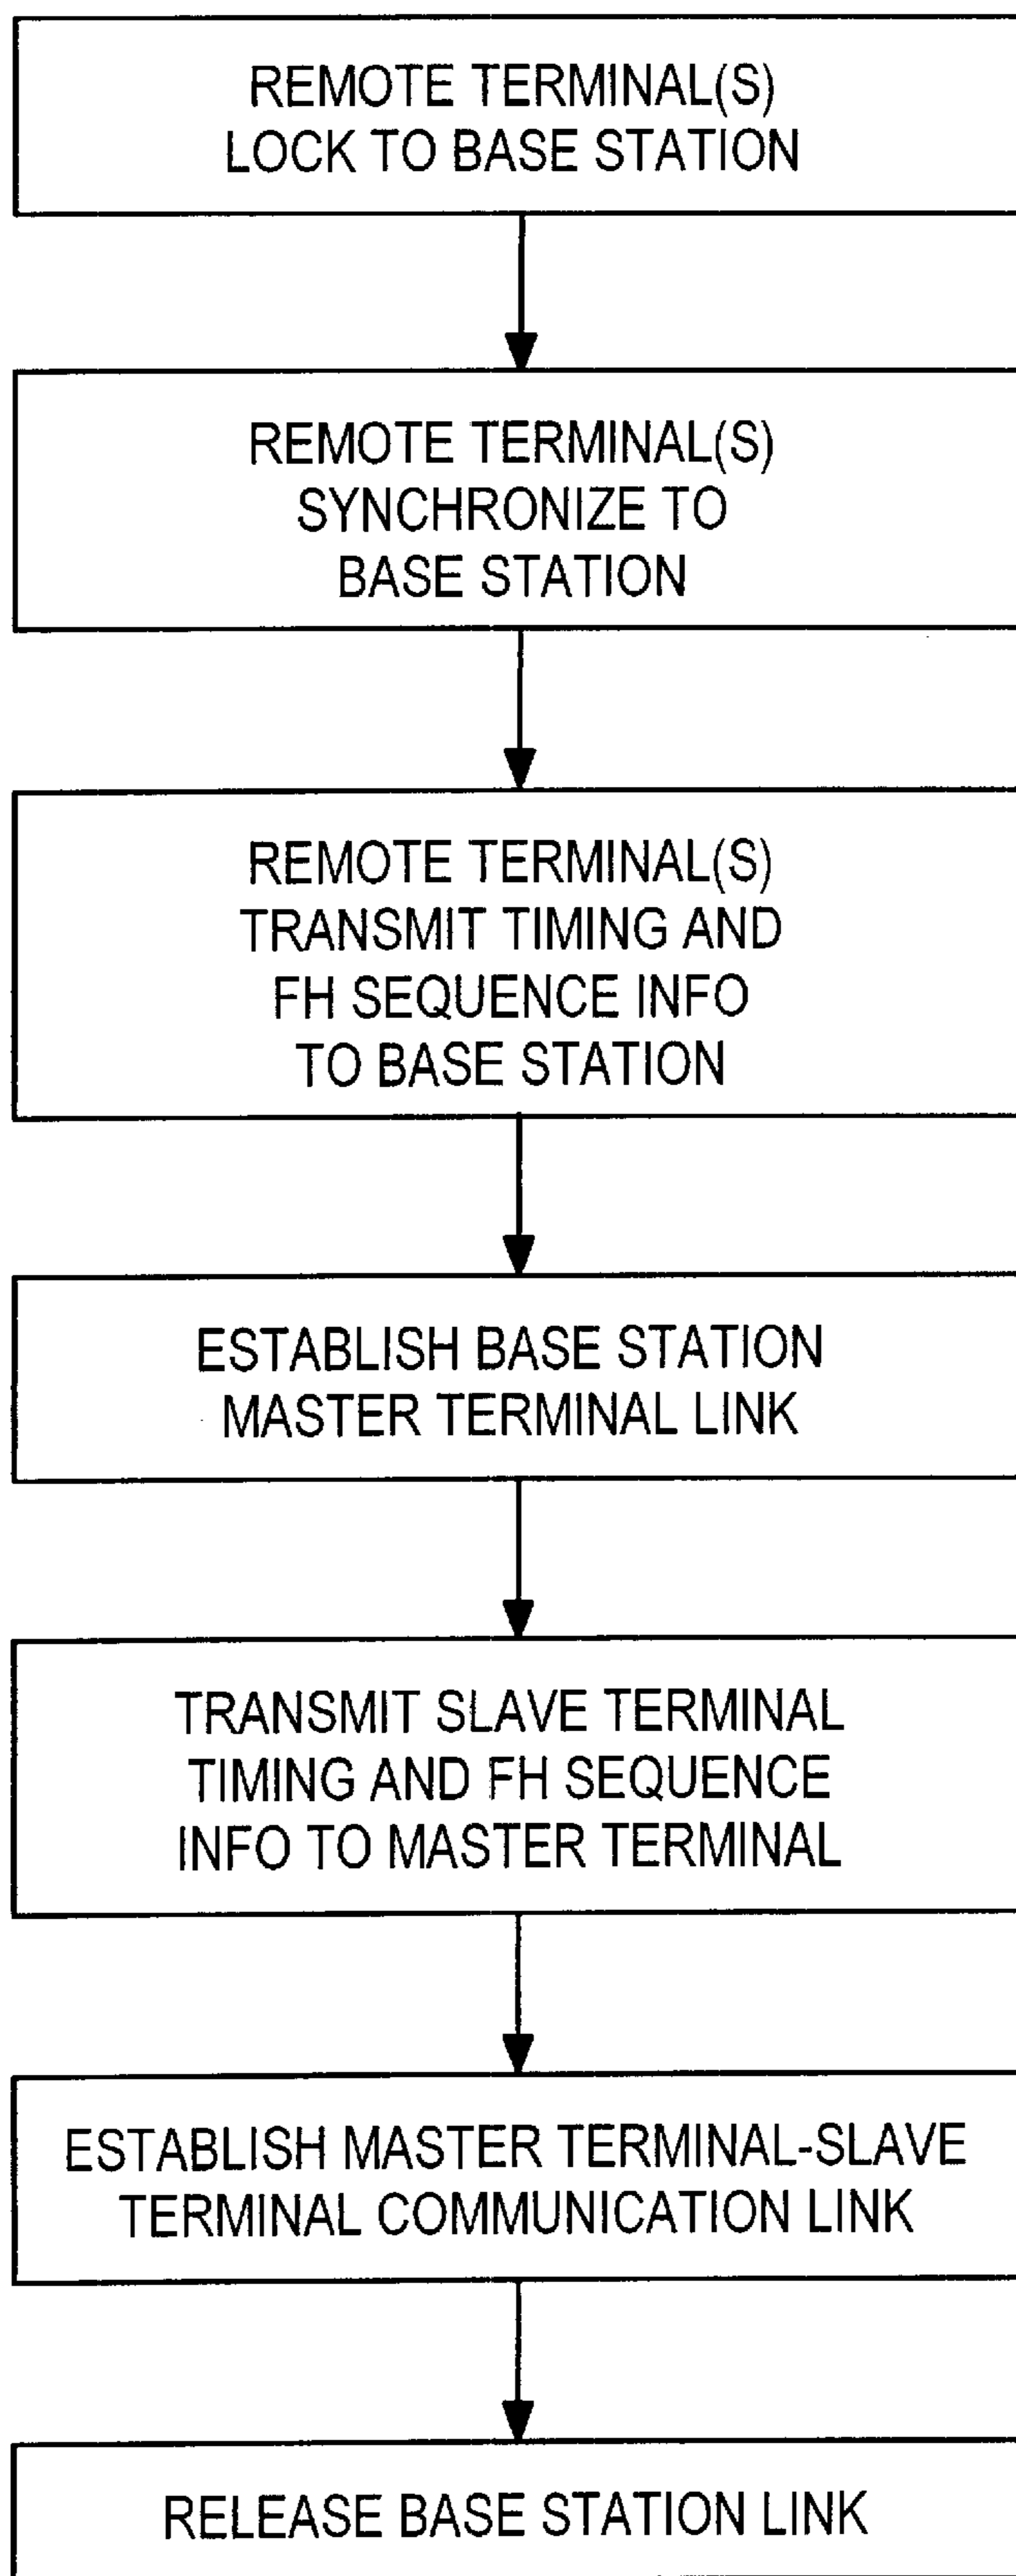 REMOTE TERMINAL(S)
LOCK TO BASE STATION
REMOTE TERMINAL(S)
SYNCHRONIZE TO
BASE STATION
REMOTE TERMINAL(S)
TRANSMIT TIMING AND
FH SEQUENCE INFO
TO BASE STATION
ESTABLISH BASE STATION
MASTER TERMINAL LINK
TRANSMIT SLAVE TERMINAL
TIMING AND FH SEQUENCE
INFO TO MASTER TERMINAL
ESTABLISH MASTER TERMINAL-SLAVE
TERMINAL COMMUNICATION LINK
RELEASE BASE STATION LINK